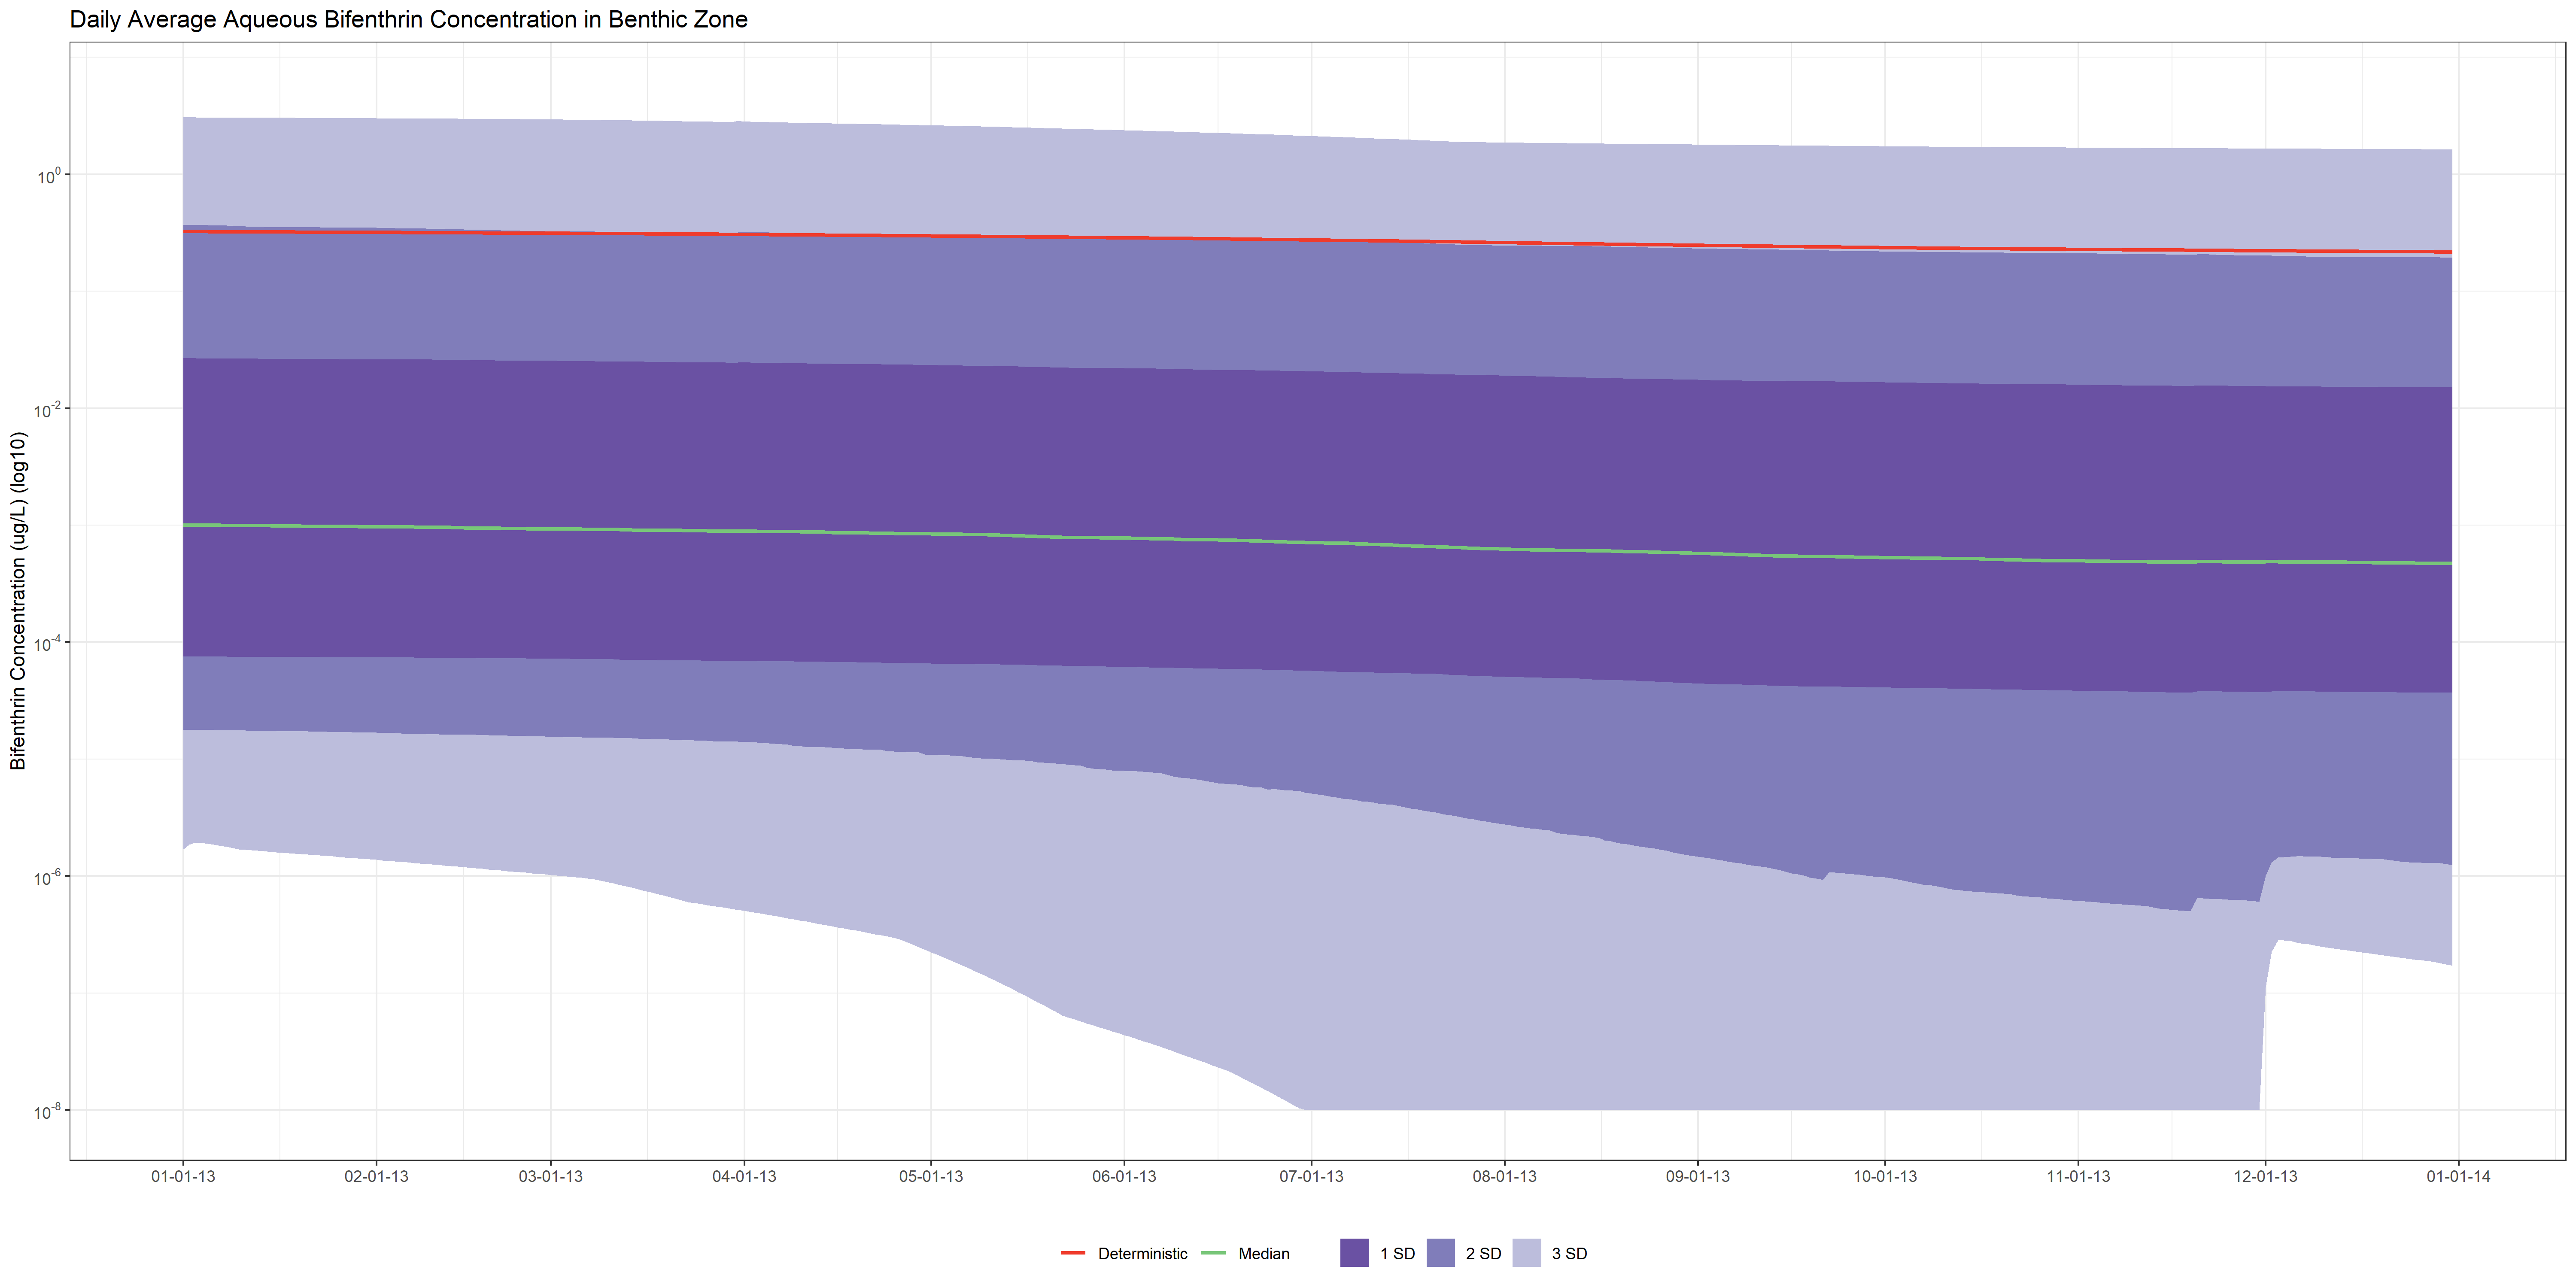 Daily Average Aqueous Bifenthrin Concentration in Benthic Zone
Bifenthrin Concentration (ug/L) (log10)
10^0
10^-2
10^-4
10^-6
10^-8
01-01-13 02-01-13 03-01-13 04-01-13 05-01-13 06-01-13 07-01-13 08-01-13 09-01-13 10-01-13 11-01-13 12-01-13 01-01-14
Deterministic Median 1 SD 2 SD 3 SD